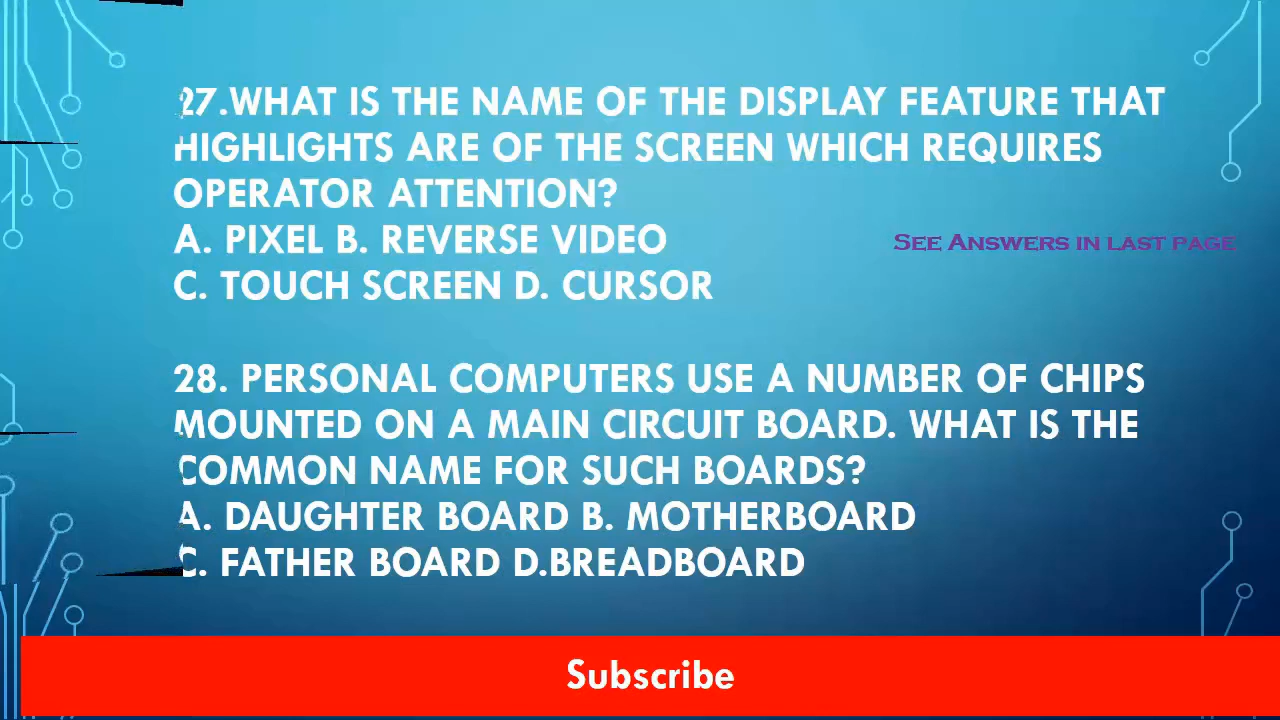 27.WHAT IS THE NAME OF THE DISPLAY FEATURE THAT
HIGHLIGHTS ARE OF THE SCREEN WHICH REQUIRES
OPERATOR ATTENTION?
A. PIXEL B. REVERSE VIDEO
See Answers in last page
C. TOUCH SCREEN D. CURSOR
28. PERSONAL COMPUTERS USE A NUMBER OF CHIPS
MOUNTED ON A MAIN CIRCUIT BOARD. WHAT IS THE
COMMON NAME FOR SUCH BOARDS?
A. DAUGHTER BOARD B. MOTHERBOARD
C. FATHER BOARD D.BREADBOARD
Subscribe